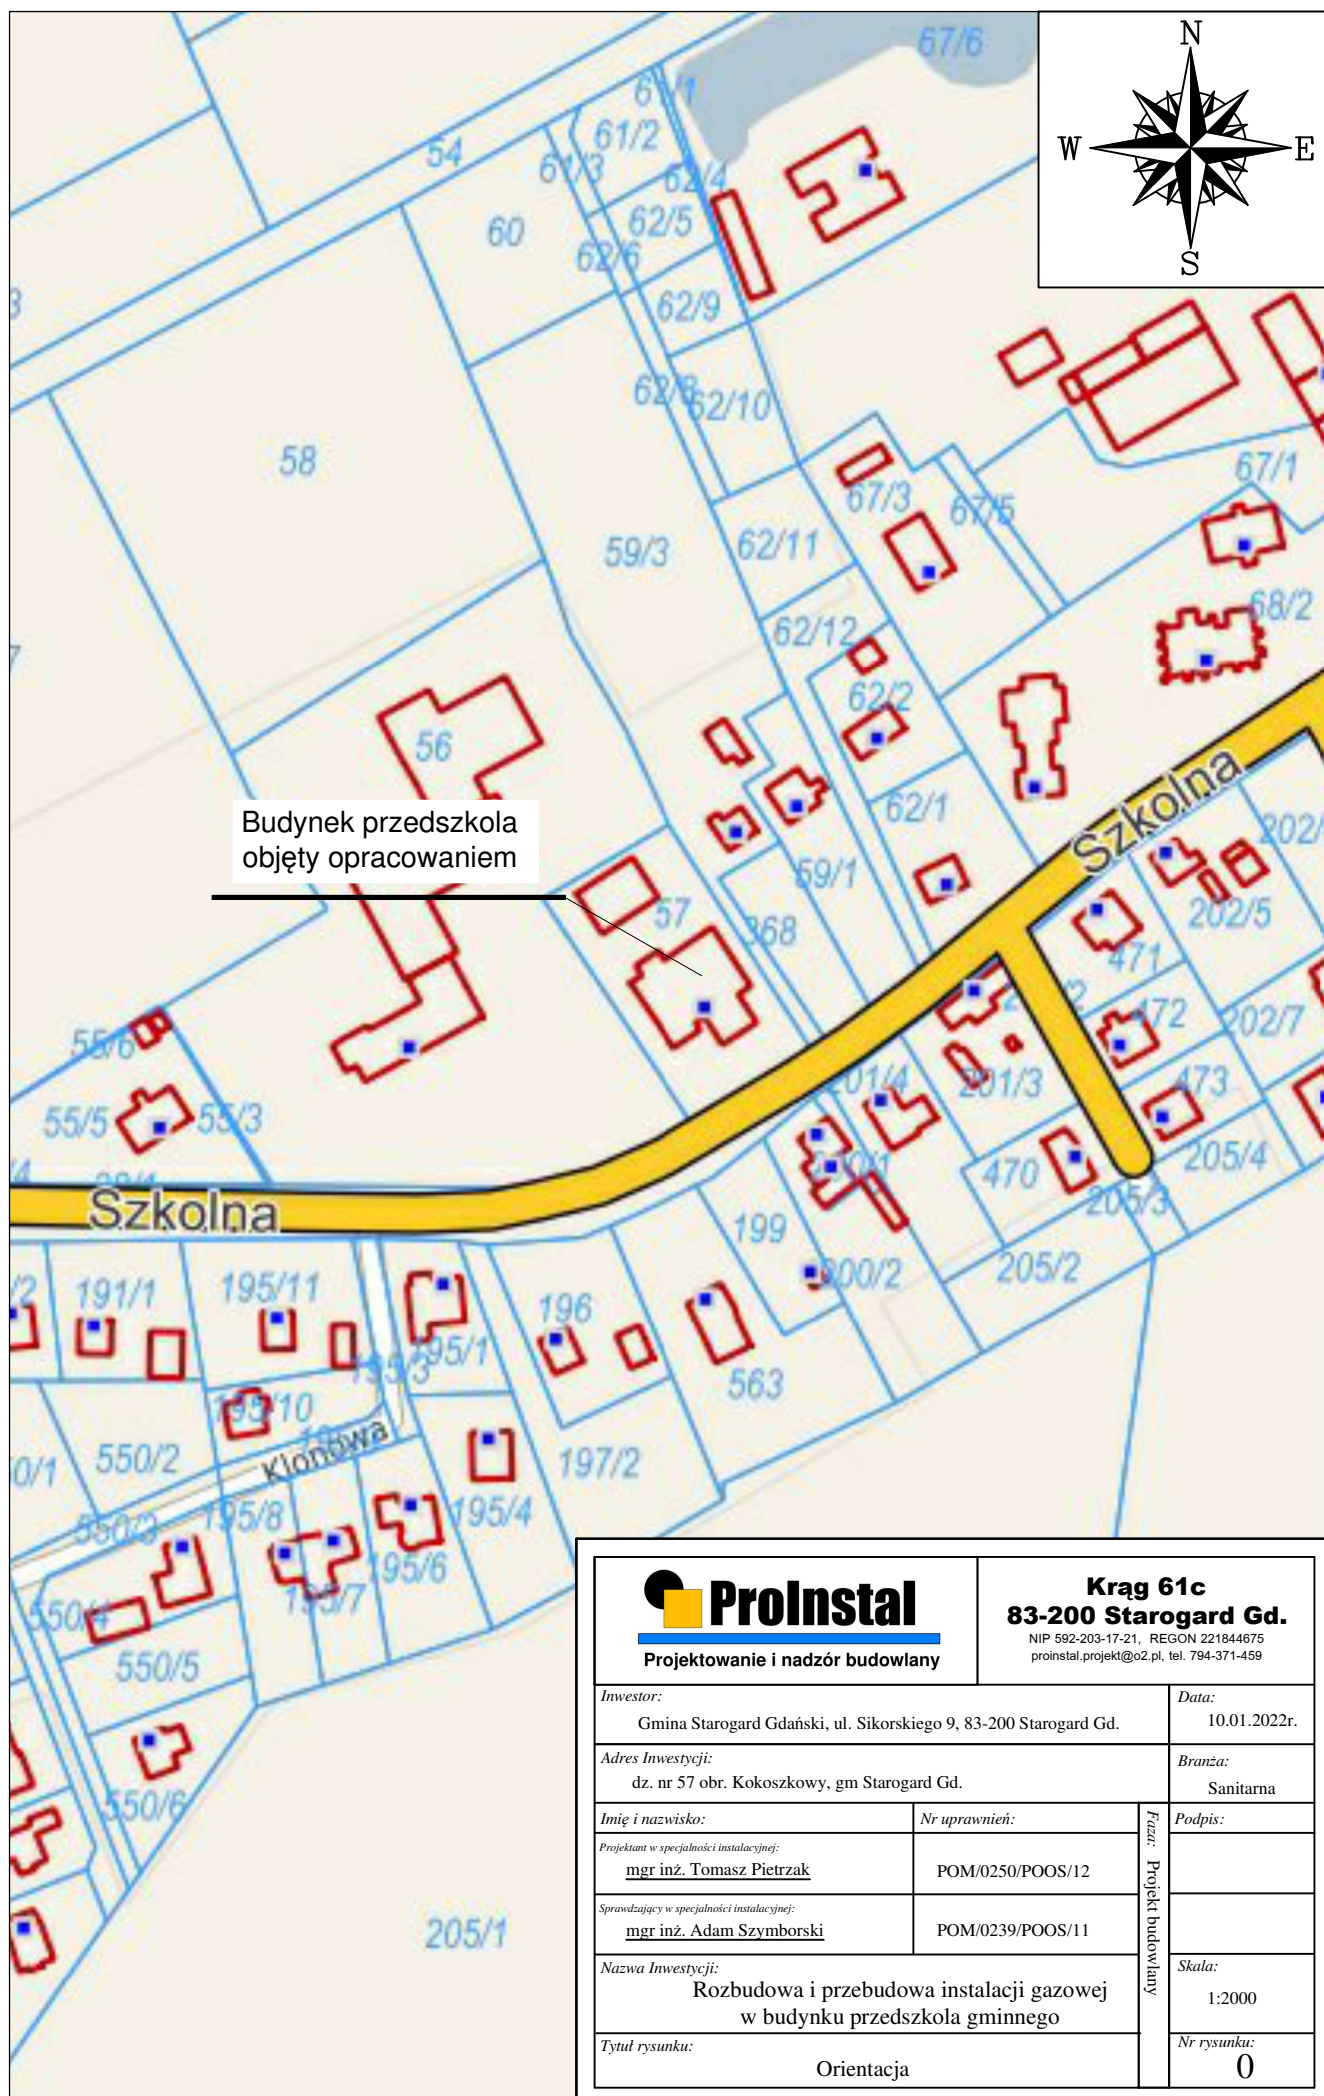 67/6
N
W
E
S
61/2
54
61/3
62/4
60
62/5
62/6
62/9
62/10
58
67/1
67/3
67/5
59/3
62/11
68/2
62/12
62/2
56
Szkolna
62/1
Budynek przedszkola
objęty opracowaniem
59/1
57
368
202/5
471
472
202/7
55/6
201/4
201/3
473
55/5
55/3
470
205/4
205/3
Szkolna
199
200/2
205/2
191/1
195/11
196
195/1
195/3
563
195/10
Klonowa
550/2
0/1
197/2
550/3
195/8
195/4
195/6
195/7
550/4
550/5
550/6
205/1
ProInstal
Projektowanie i nadzór budowlany
Krąg 61c
83-200 Starogard Gd.
NIP 592-203-17-21, REGON 221844675
proinstal.projekt@o2.pl, tel. 794-371-459
Inwestor:
Gmina Starogard Gdański, ul. Sikorskiego 9, 83-200 Starogard Gd.
Data:
10.01.2022r.
Adres Inwestycji:
dz. nr 57 obr. Kokoszkowy, gm Starogard Gd.
Branża:
Sanitarna
Imię i nazwisko:
Nr uprawnień:
Faza: Projekt budowlany
Podpis:
Projektant w specjalności instalacyjnej:
mgr inż. Tomasz Pietrzak
POM/0250/POOS/12
Sprawdzający w specjalności instalacyjnej:
mgr inż. Adam Szymborski
POM/0239/POOS/11
Nazwa Inwestycji:
Rozbudowa i przebudowa instalacji gazowej
w budynku przedszkola gminnego
Skala:
1:2000
Tytuł rysunku:
Orientacja
Nr rysunku:
0